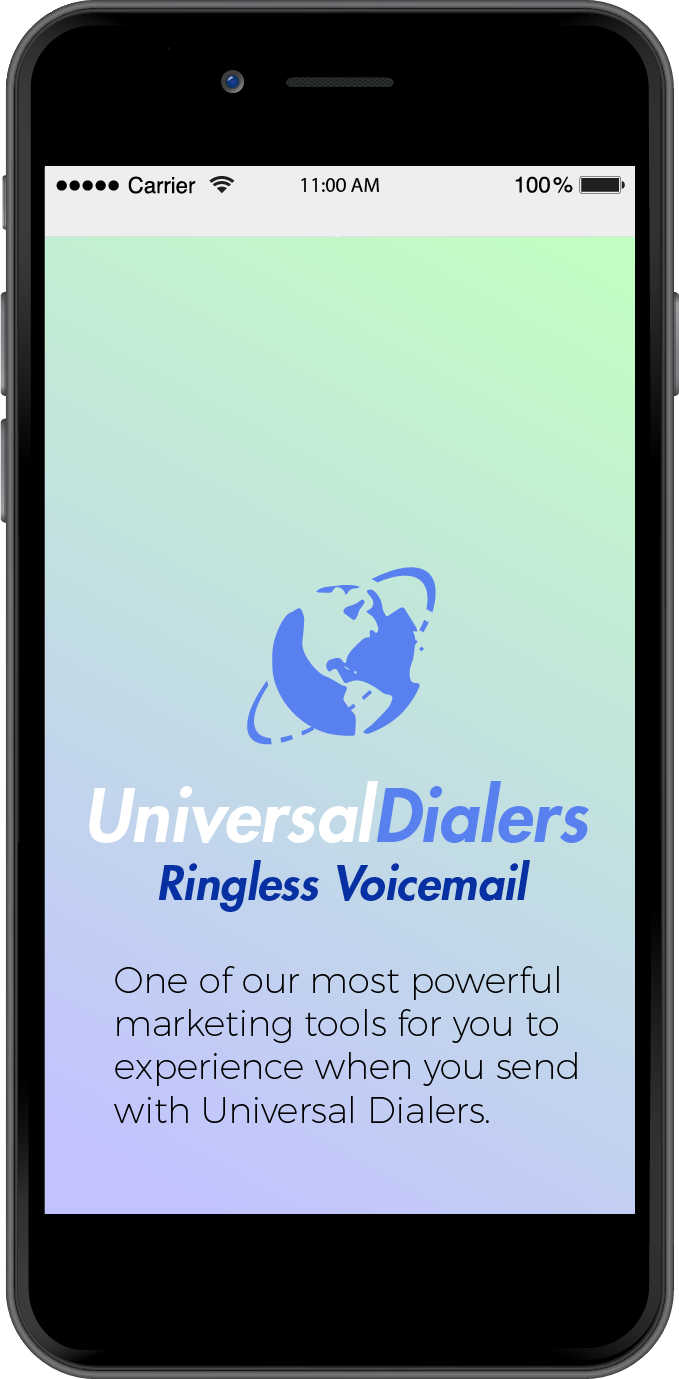 Carrier 11:00 AM 100%
UniversalDialers
Ringless Voicemail
One of our most powerful
marketing tools for you to
experience when you send
with Universal Dialers.